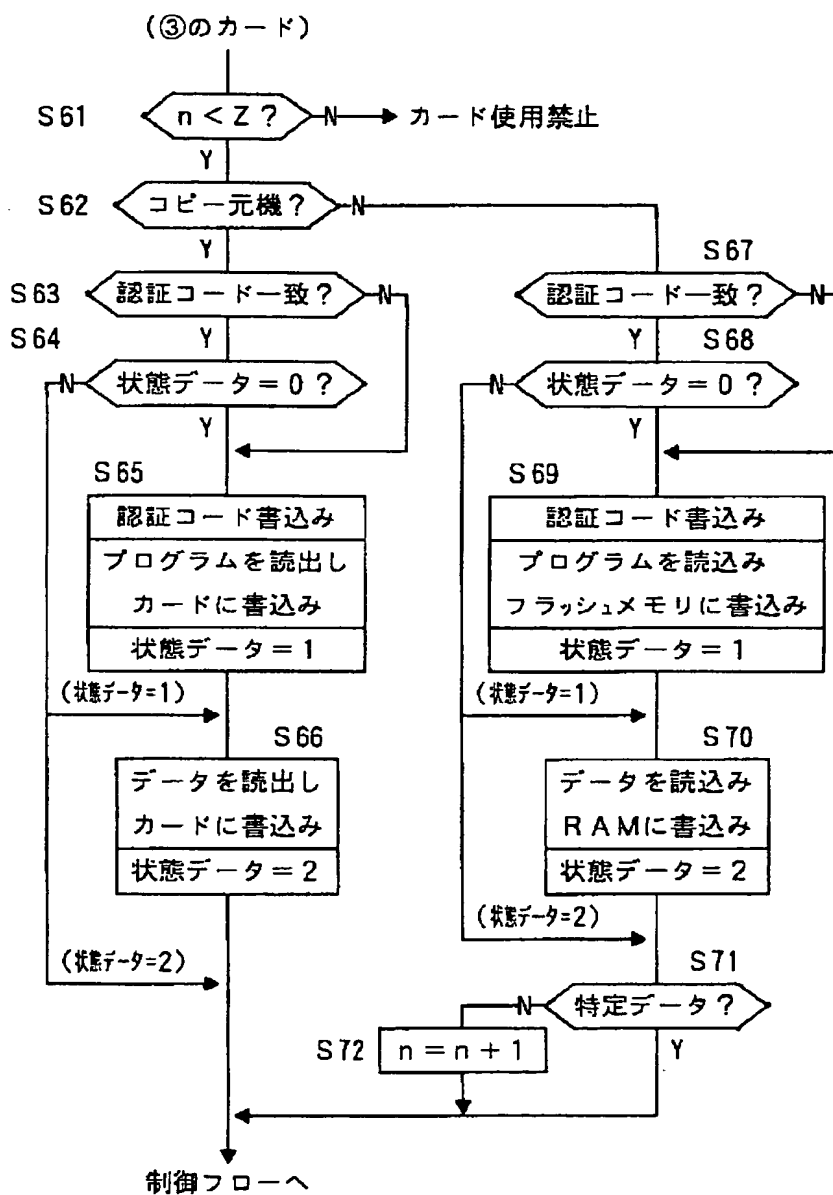 (③のカード)
S61
n<Z?
N
カード使用禁止
Y
S62
コピー元機?
N
Y
S67
S63
認証コード一致?
N
認証コード一致?
N
S64
Y
Y
S68
N
状態データ=0?
N
状態データ=0?
Y
Y
S65
S69
認証コード書込み
認証コード書込み
プログラムを読出し
プログラムを読込み
カードに書込み
フラッシュメモリに書込み
状態データ=1
状態データ=1
(状態データ=1)
(状態データ=1)
S66
S70
データを読出し
データを読込み
カードに書込み
RAMに書込み
状態データ=2
状態データ=2
(状態データ=2)
(状態データ=2)
S71
N
特定データ?
S72
n=n+1
Y
制御フローへ